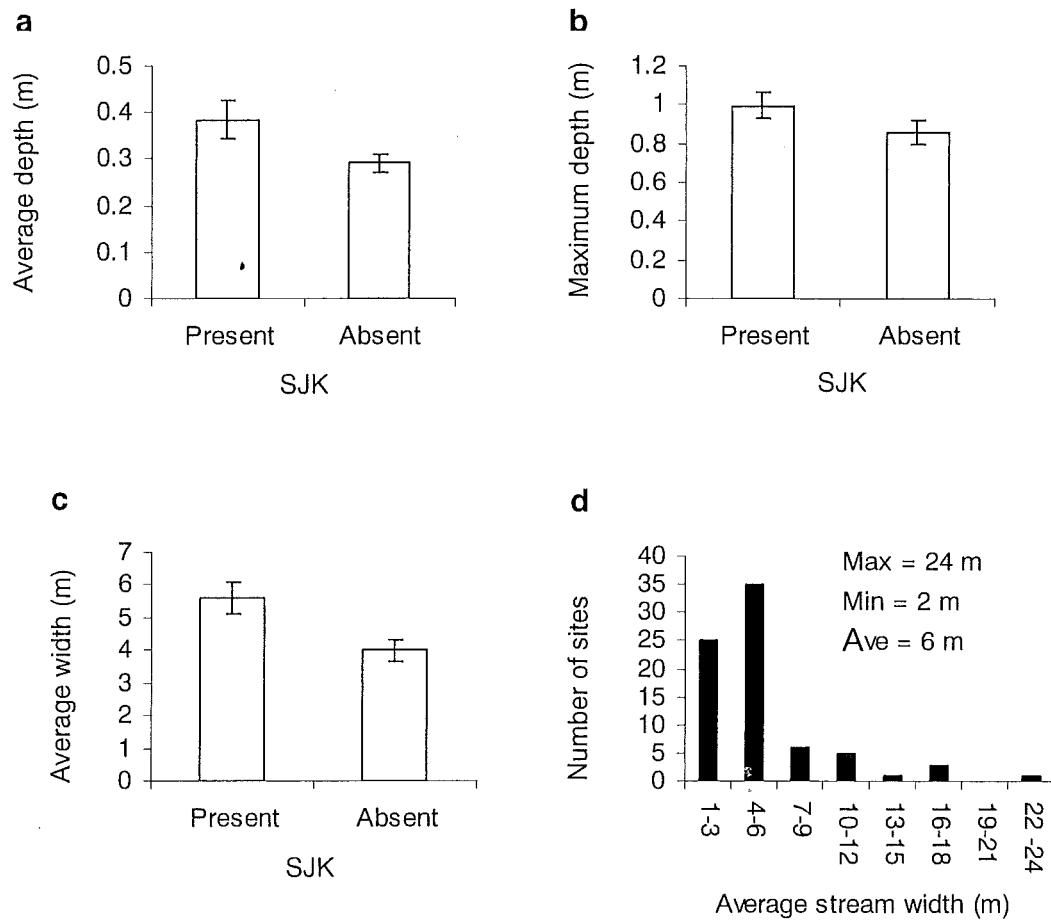 a
Average depth (m)
0.5
0.4
0.3
0.2
0.1
0
Present Absent
SJK
b
Maximum depth (m)
1.2
1
0.8
0.6
0.4
0.2
0
Present Absent
SJK
c
Average width (m)
7
6
5
4
3
2
1
0
Present Absent
SJK
d
Number of sites
40
35
30
25
20
15
10
5
0
Max = 24 m
Min = 2 m
Ave = 6 m
1-3
4-6
7-9
10-12
13-15
16-18
19-21
22 -24
Average stream width (m)